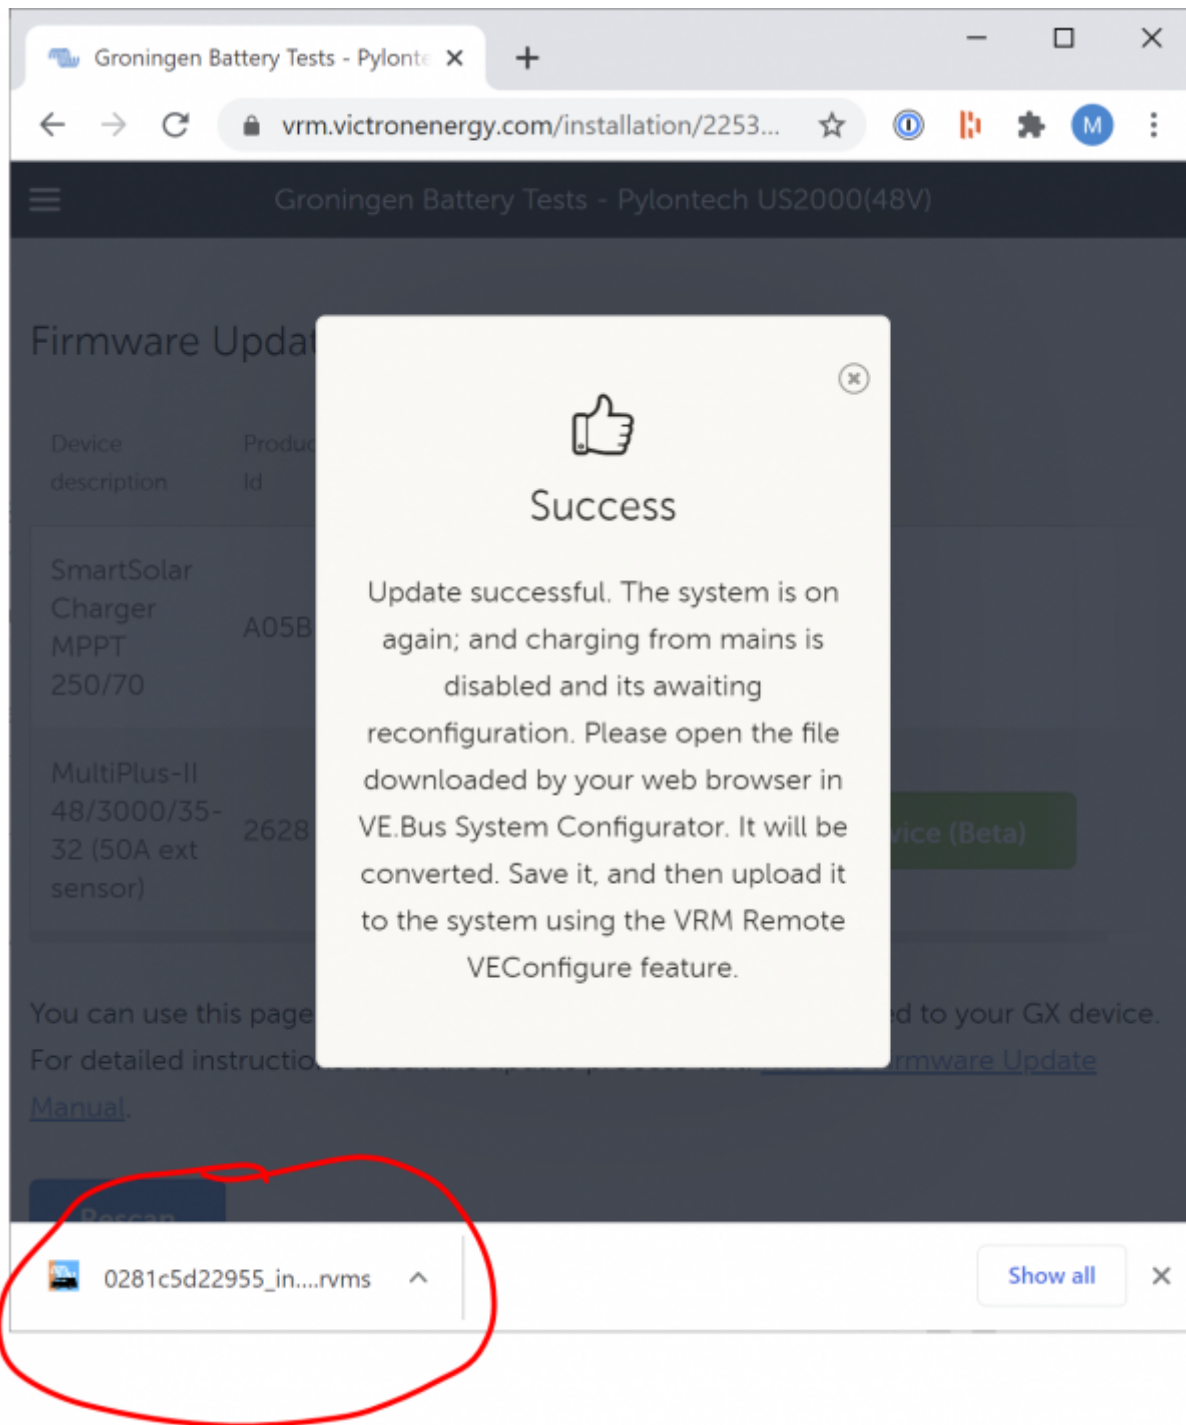 Groningen Battery Tests - Pylonte
vrm.victronenergy.com/installation/2253...
M
Groningen Battery Tests - Pylontech US2000(48V)
Firmware Updat
Device
description
Produc
Id
SmartSolar
Charger
MPPT
250/70
A05B
MultiPlus-II
48/3000/35-
32 (50A ext
sensor)
2628
vice (Beta)
Success
Update successful. The system is on
again; and charging from mains is
disabled and its awaiting
reconfiguration. Please open the file
downloaded by your web browser in
VE.Bus System Configurator. It will be
converted. Save it, and then upload it
to the system using the VRM Remote
VEConfigure feature.
You can use this page
d to your GX device.
For detailed instructio
rmware Update
Manual.
Rescan
0281c5d22955_in....rvms
Show all